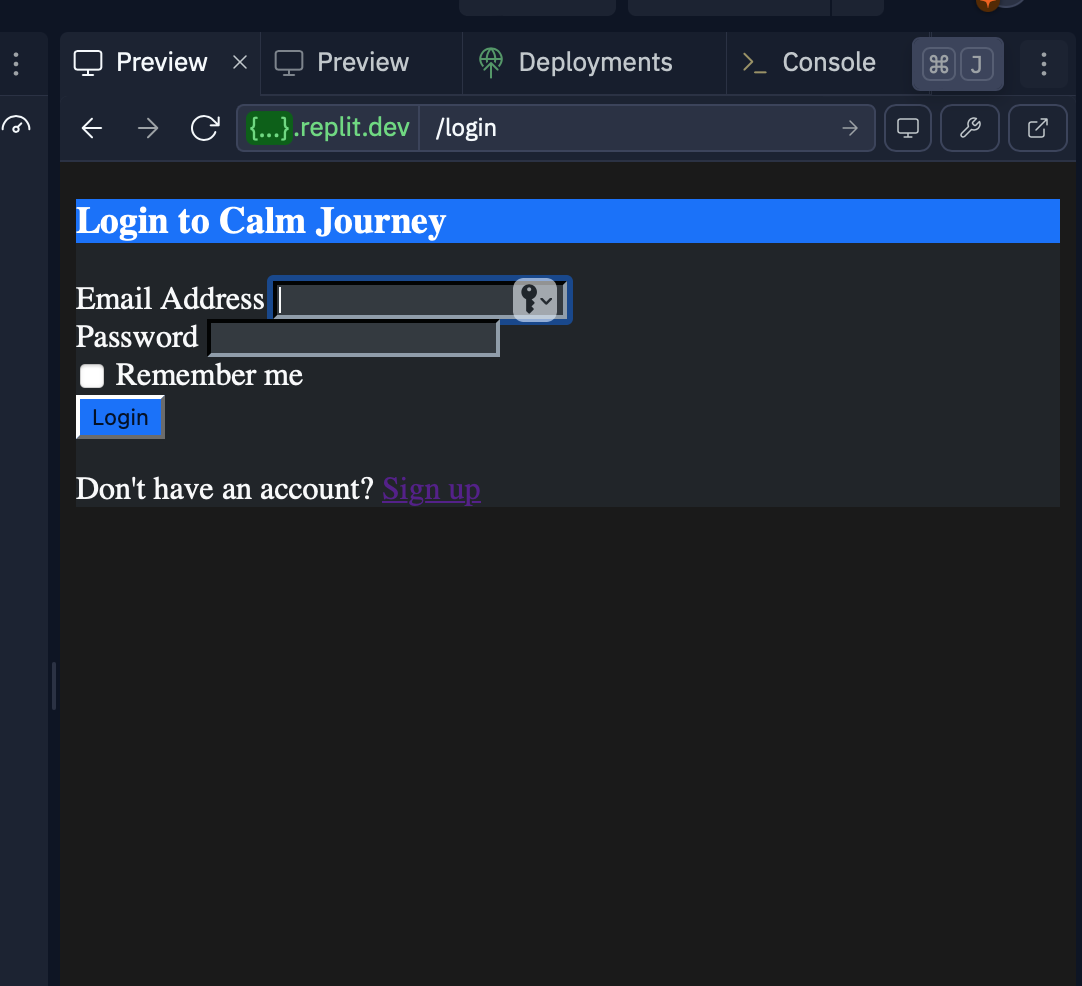 Preview × Preview Deployments >_ Console ⌘ J
{...}.replit.dev /login
Login to Calm Journey
Email Address
Password
Remember me
Login
Don't have an account? Sign up